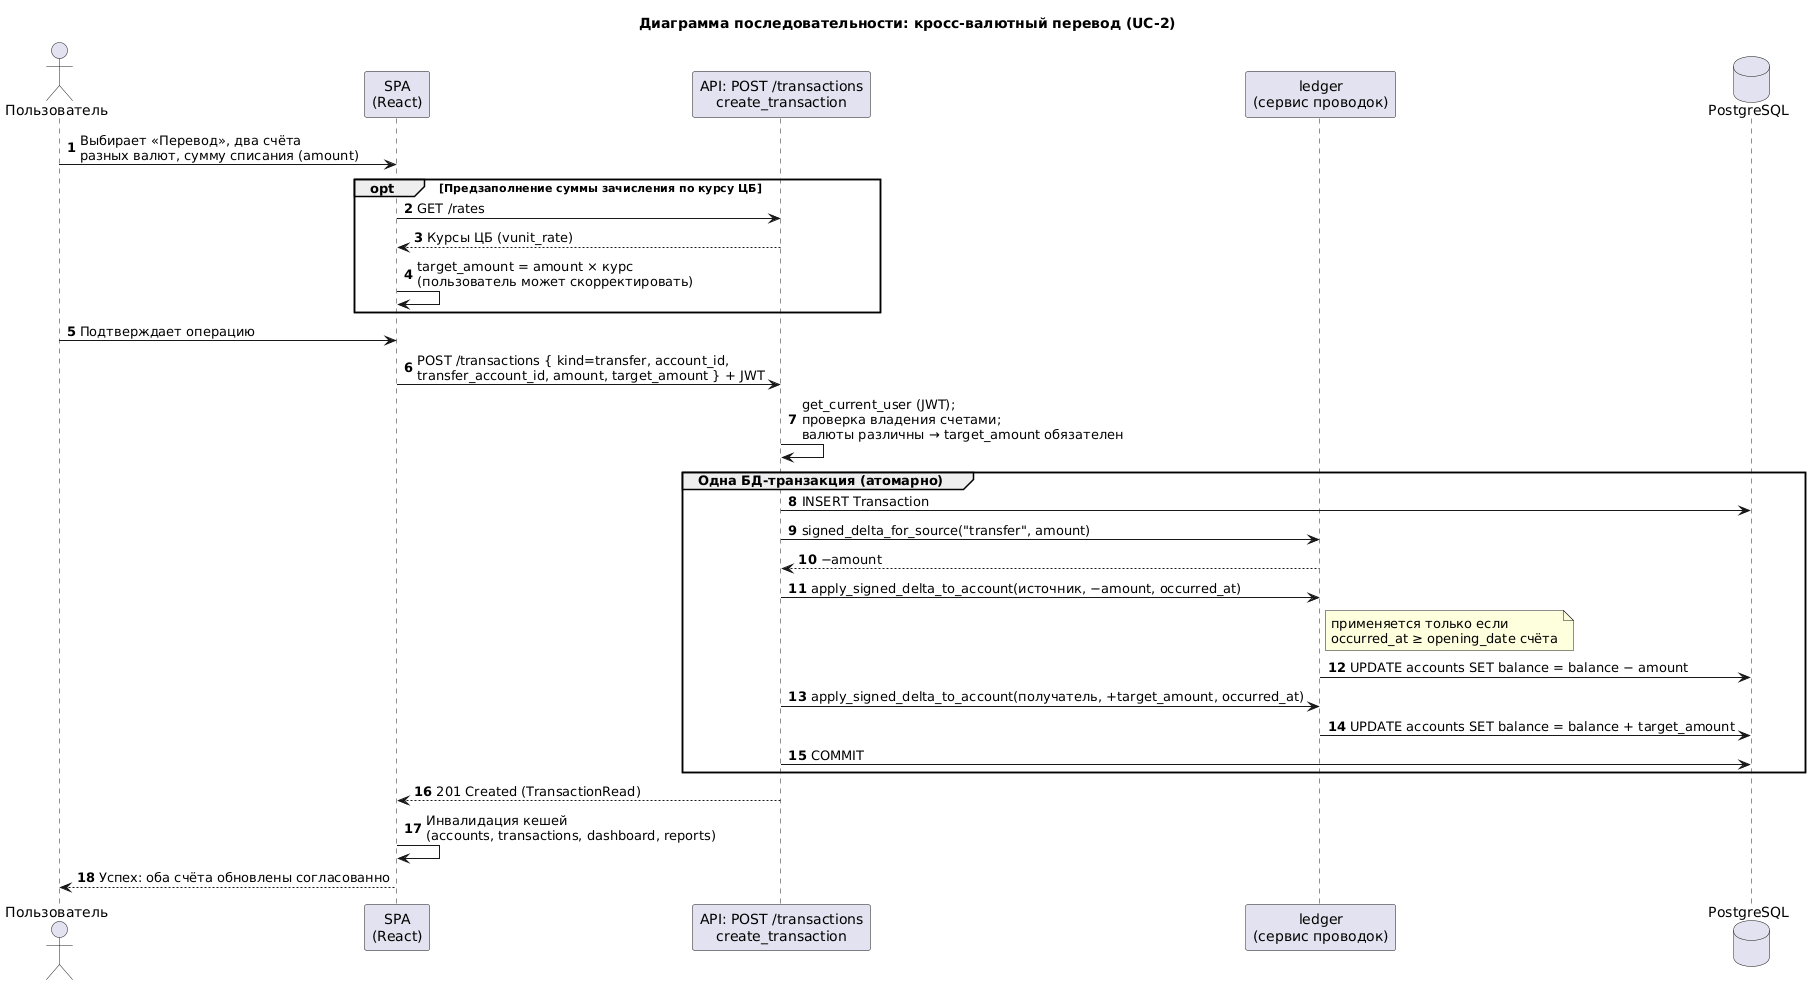 Диаграмма последовательности: кросс-валютный перевод (UC-2)
Пользователь
SPA
(React)
API: POST /transactions
create_transaction
ledger
(сервис проводок)
PostgreSQL
1 Выбирает «Перевод», два счёта
разных валют, сумму списания (amount)
opt [Предзаполнение суммы зачисления по курсу ЦБ]
2 GET /rates
3 Курсы ЦБ (vunit_rate)
4 target_amount = amount × курс
(пользователь может скорректировать)
5 Подтверждает операцию
6 POST /transactions { kind=transfer, account_id,
transfer_account_id, amount, target_amount } + JWT
7 get_current_user (JWT);
проверка владения счетами;
валюты различны → target_amount обязателен
Одна БД-транзакция (атомарно)
8 INSERT Transaction
9 signed_delta_for_source("transfer", amount)
10 −amount
11 apply_signed_delta_to_account(источник, −amount, occurred_at)
применяется только если
occurred_at ≥ opening_date счёта
12 UPDATE accounts SET balance = balance − amount
13 apply_signed_delta_to_account(получатель, +target_amount, occurred_at)
14 UPDATE accounts SET balance = balance + target_amount
15 COMMIT
16 201 Created (TransactionRead)
17 Инвалидация кешей
(accounts, transactions, dashboard, reports)
18 Успех: оба счёта обновлены согласованно
Пользователь
SPA
(React)
API: POST /transactions
create_transaction
ledger
(сервис проводок)
PostgreSQL